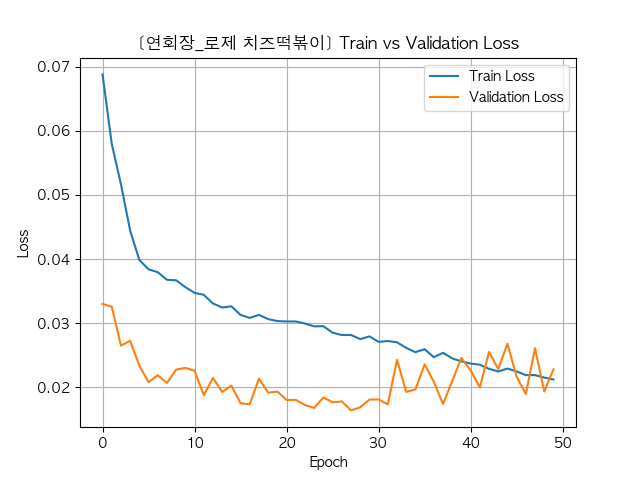 [연회장_로제 치즈떡볶이] Train vs Validation Loss
Train Loss
Validation Loss
Loss
0.07
0.06
0.05
0.04
0.03
0.02
0
10
20
30
40
50
Epoch